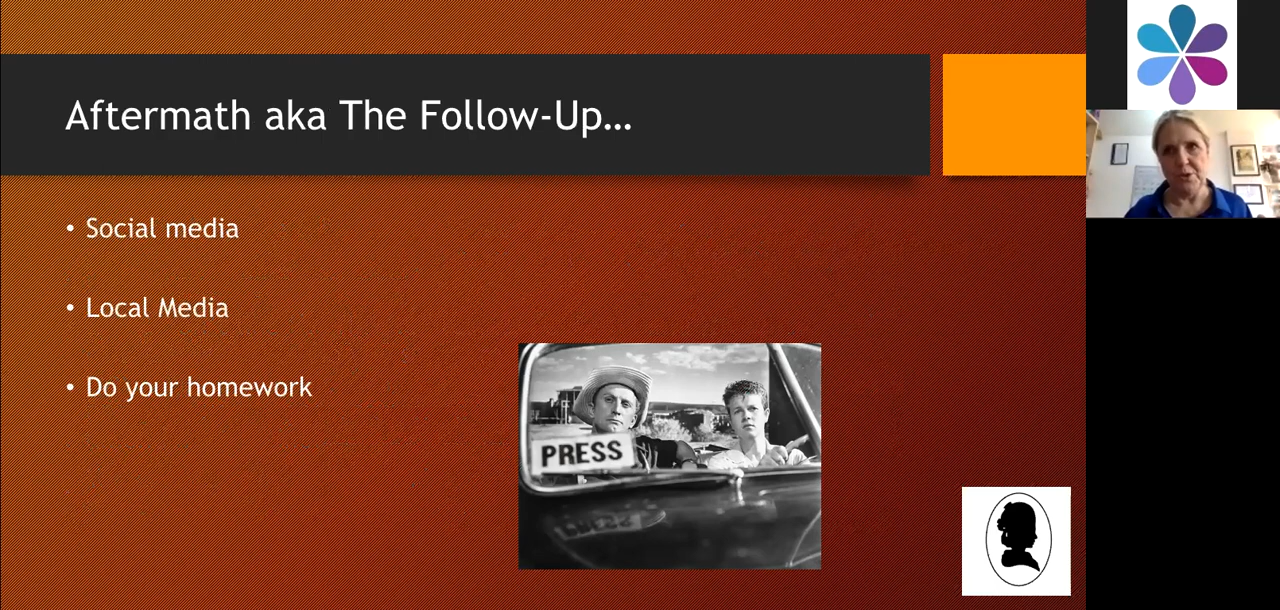 Aftermath aka The Follow-Up...
• Social media
• Local Media
• Do your homework
PRESS